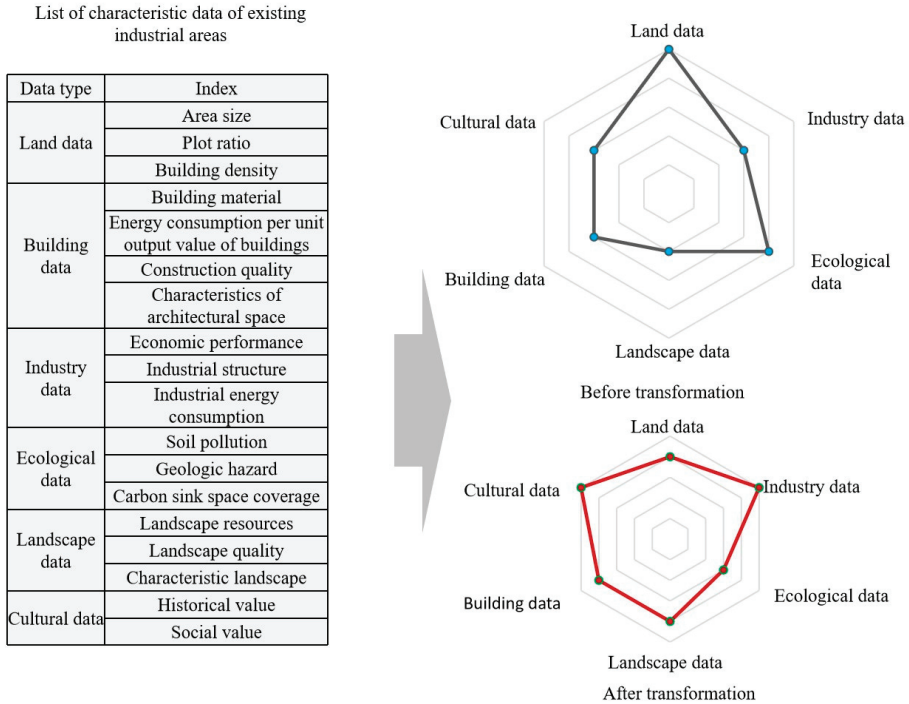 List of characteristic data of existing
industrial areas
Data type
Index
Land data
Area size
Plot ratio
Building density
Building
data
Building material
Energy consumption per unit
output value of buildings
Construction quality
Characteristics of
architectural space
Industry
data
Economic performance
Industrial structure
Industrial energy
consumption
Ecological
data
Soil pollution
Geologic hazard
Carbon sink space coverage
Landscape
data
Landscape resources
Landscape quality
Characteristic landscape
Cultural data
Historical value
Social value
Land data
Industry data
Ecological
data
Landscape data
Building data
Cultural data
Before transformation
Land data
Industry data
Ecological data
Landscape data
Building data
Cultural data
After transformation